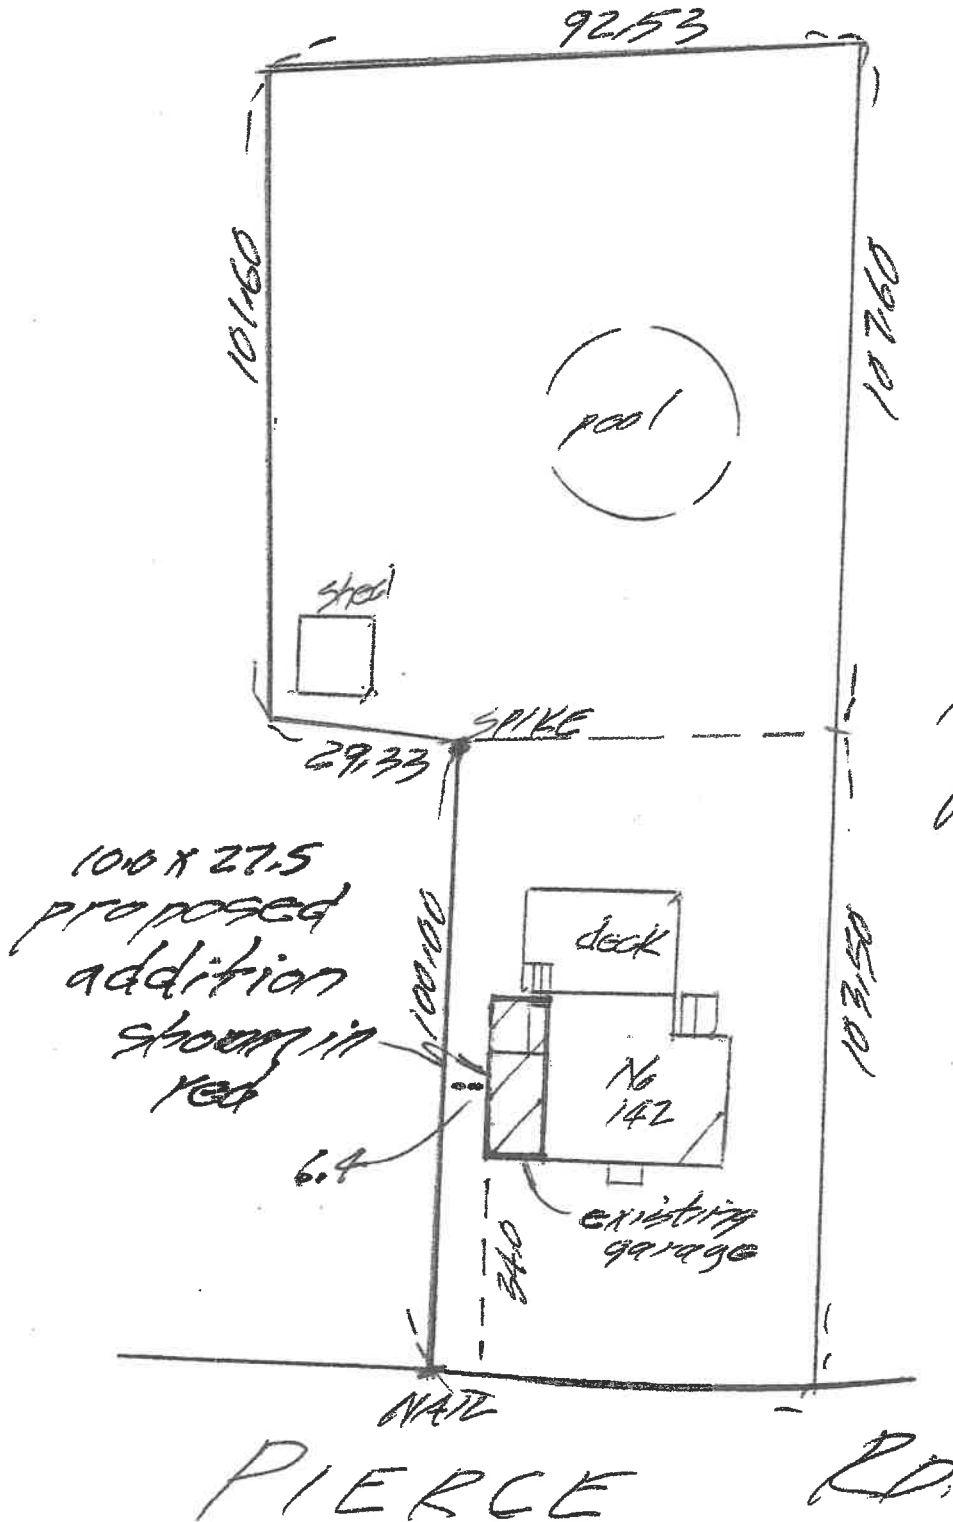 92.53
101.60
107.60
pool
shed
SPIKE
29.33
10.0 x 27.5
proposed
addition
shown in
red
100.00
deck
103.50
No
142
6.4
existing
garage
34.0
NAIL
PIERCE RD.